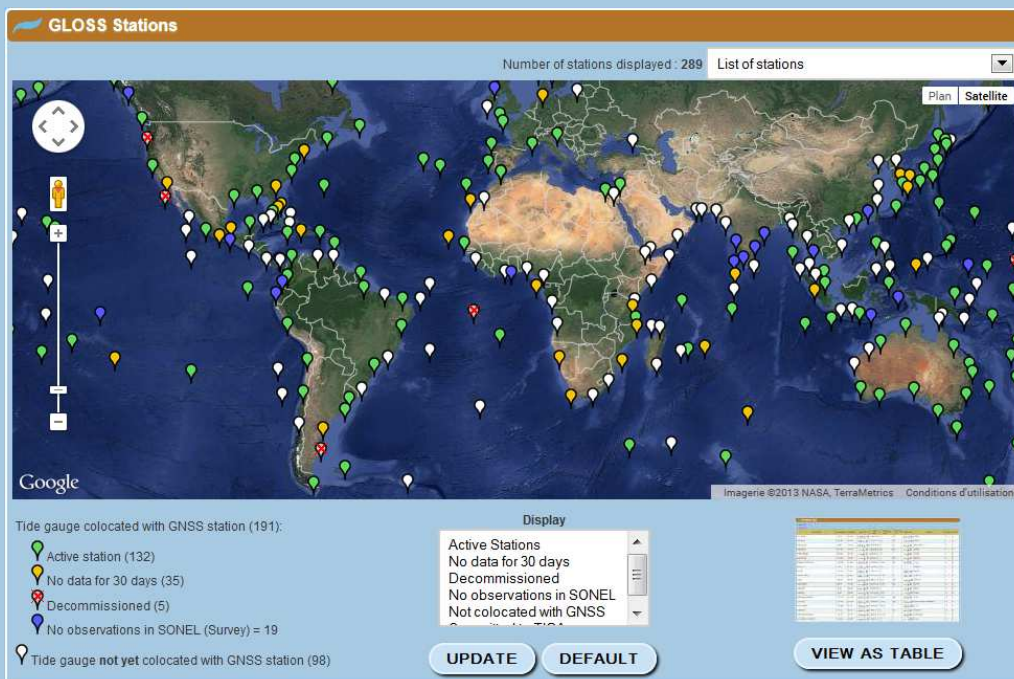 GLOSS Stations
Number of stations displayed : 289 List of stations
Plan Satellite
Google
Imagerie ©2013 NASA, TerraMetrics Conditions d'utilisation
Tide gauge colocated with GNSS station (191):
Active station (132)
No data for 30 days (35)
Decommissioned (5)
No observations in SONEL (Survey) = 19
Tide gauge not yet colocated with GNSS station (98)
Display
Active Stations
No data for 30 days
Decommissioned
No observations in SONEL
Not colocated with GNSS
UPDATE DEFAULT
VIEW AS TABLE